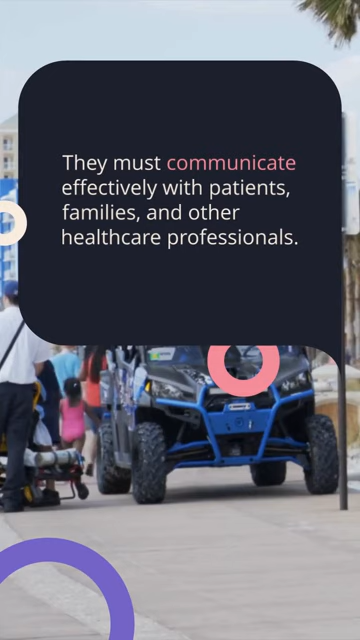 They must communicate
effectively with patients,
families, and other
healthcare professionals.